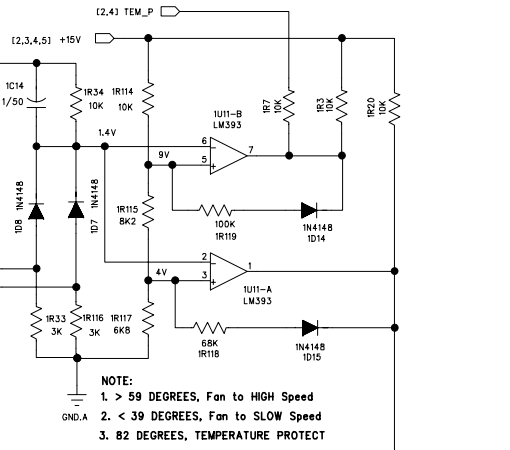 [2,4] TEM_P
[2,3,4,5] +15V
1C14
1/50
1R34
10K
1R114
10K
1U11-B
LM393
1R7
10K
1R3
10K
1R20
10K
1.4V
9V
6
5
7
1N4148
1D8
1N4148
1D7
1R115
8K2
100K
1R119
1N4148
1D14
4V
2
3
1
1U11-A
LM393
1R33
3K
1R116
3K
1R117
6K8
68K
1R118
1N4148
1D15
GND.A
NOTE:
1. > 59 DEGREES, Fan to HIGH Speed
2. < 39 DEGREES, Fan to SLOW Speed
3. 82 DEGREES, TEMPERATURE PROTECT